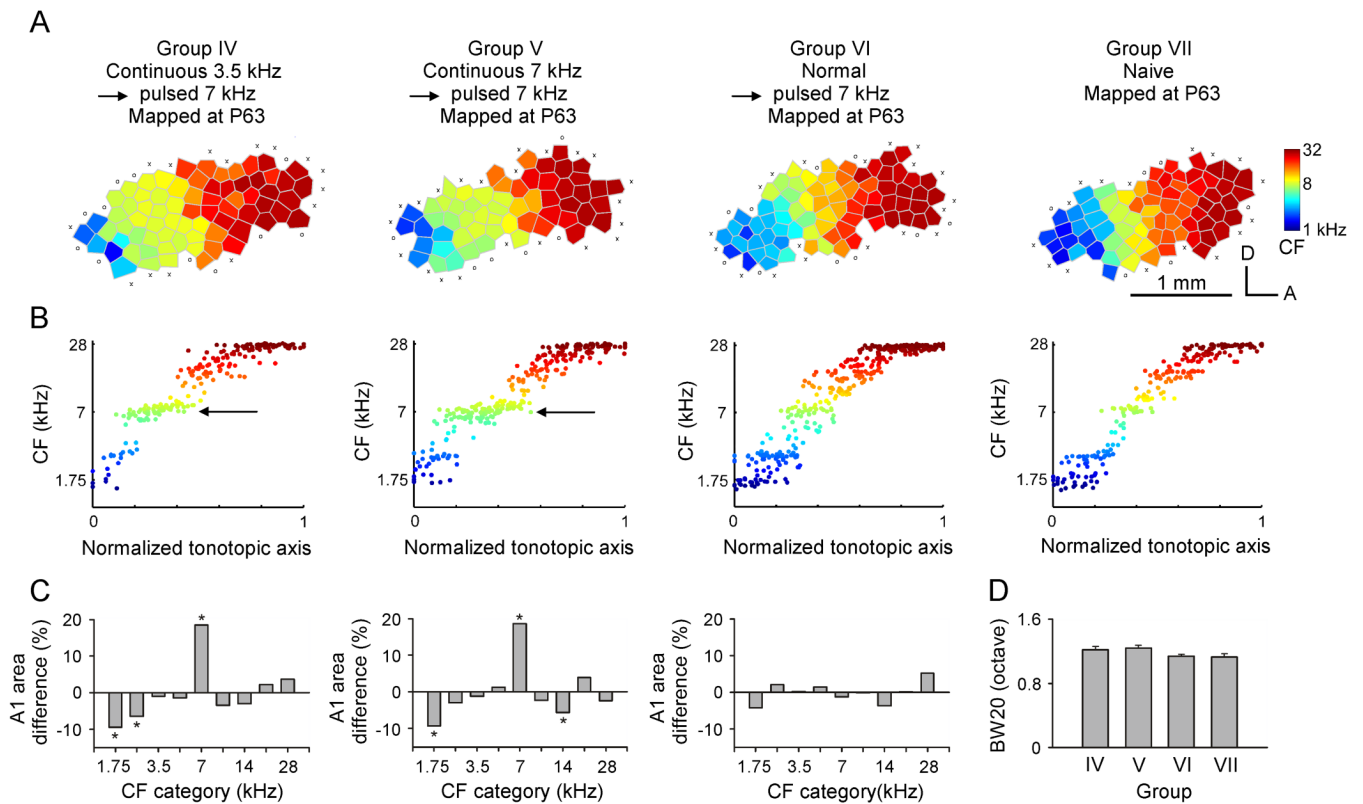 A
Group IV
Continuous 3.5 kHz
→ pulsed 7 kHz
Mapped at P63
Group V
Continuous 7 kHz
→ pulsed 7 kHz
Mapped at P63
Group VI
Normal
→ pulsed 7 kHz
Mapped at P63
Group VII
Naive
Mapped at P63
32
8
1 kHz
CF
D
A
1 mm
B
28
7
1.75
CF (kHz)
0
1
Normalized tonotopic axis
28
7
1.75
CF (kHz)
0
1
Normalized tonotopic axis
28
7
1.75
CF (kHz)
0
1
Normalized tonotopic axis
28
7
1.75
CF (kHz)
0
1
Normalized tonotopic axis
C
A1 area
difference (%)
20
10
0
-10
* * *
1.75 3.5 7 14 28
CF category (kHz)
A1 area
difference (%)
20
10
0
-10
* * *
1.75 3.5 7 14 28
CF category (kHz)
A1 area
difference (%)
20
10
0
-10
1.75 3.5 7 14 28
CF category(kHz)
D
BW20 (octave)
1.6
0.8
0
IV V VI VII
Group